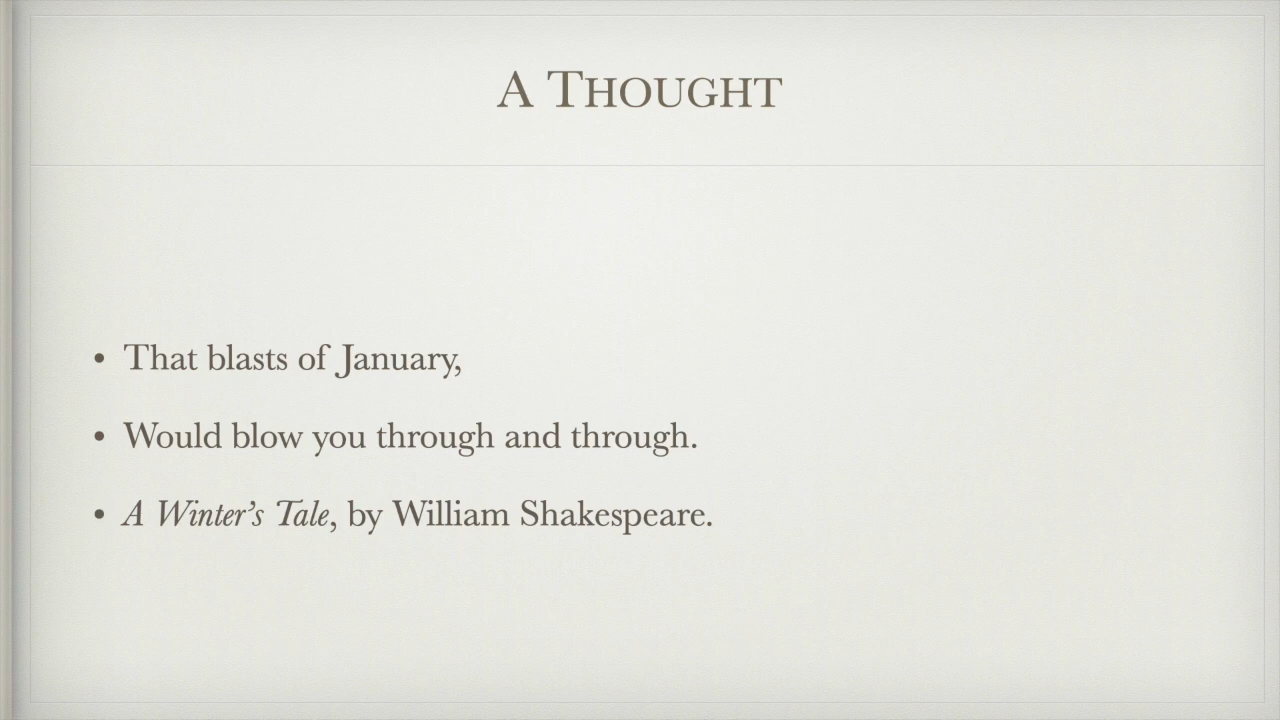 A THOUGHT
• That blasts of January,
• Would blow you through and through.
• A Winter’s Tale, by William Shakespeare.